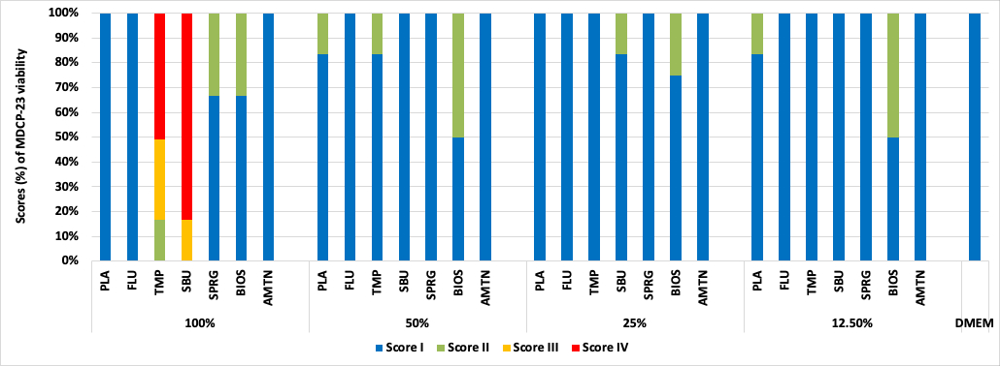 Scores (%) of MDCP-23 viability
100%
90%
80%
70%
60%
50%
40%
30%
20%
10%
0%
PLA FLU TMP SBU SPRG BIOS AMTN PLA FLU TMP SBU SPRG BIOS AMTN PLA FLU TMP SBU SPRG BIOS AMTN PLA FLU TMP SBU SPRG BIOS AMTN
100% 50% 25% 12.50% DMEM
Score I Score II Score III Score IV